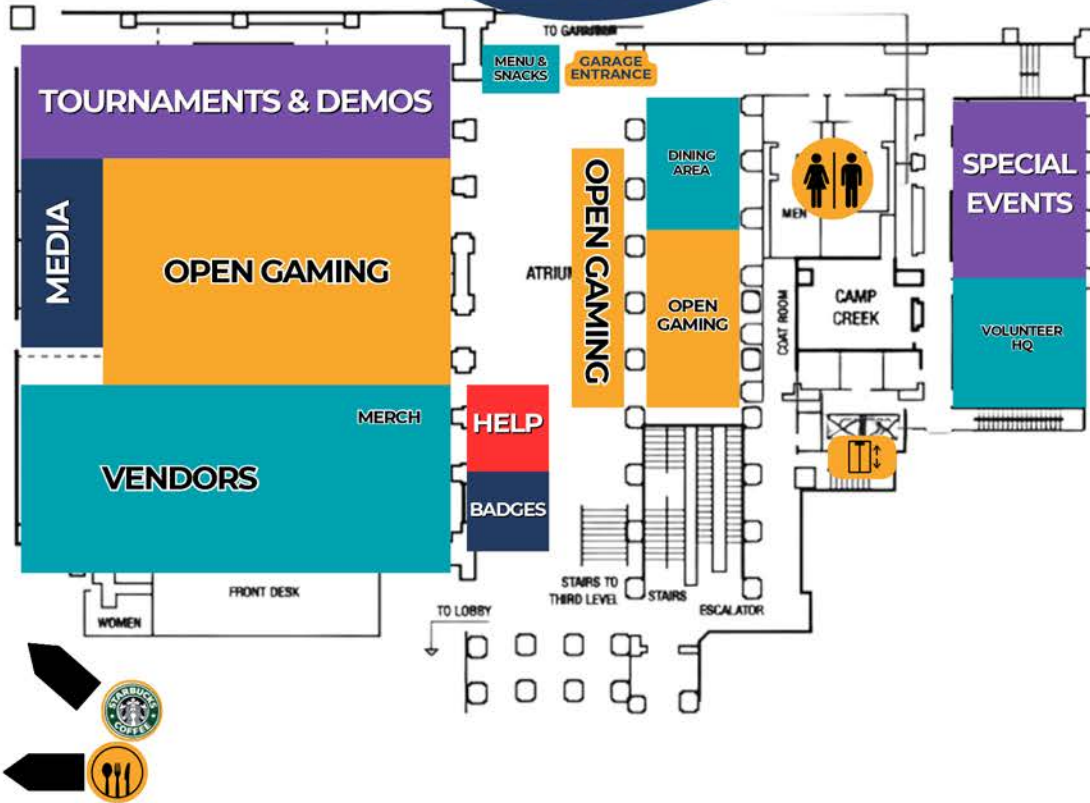 TO GARDEN
MENU &
SNACKS
GARAGE
ENTRANCE
TOURNAMENTS & DEMOS
DINING
AREA
SPECIAL
EVENTS
MEN
MEDIA
OPEN GAMING
ATRIUM
OPEN GAMING
OPEN
GAMING
COAT ROOM
CAMP
CREEK
VOLUNTEER
HQ
MERCH
VENDORS
HELP
BADGES
FRONT DESK
WOMEN
TO LOBBY
STAIRS TO
THIRD LEVEL
STAIRS
ESCALATOR
STARBUCKS
COFFEE